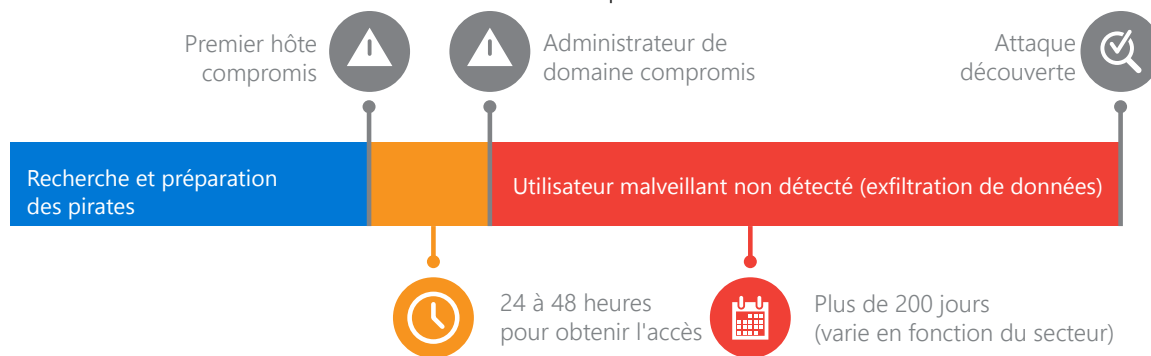 Premier hôte
compromis
Administrateur de
domaine compromis
Attaque
découverte
Recherche et préparation
des pirates
Utilisateur malveillant non détecté (exfiltration de données)
24 à 48 heures
pour obtenir l'accès
Plus de 200 jours
(varie en fonction du secteur)